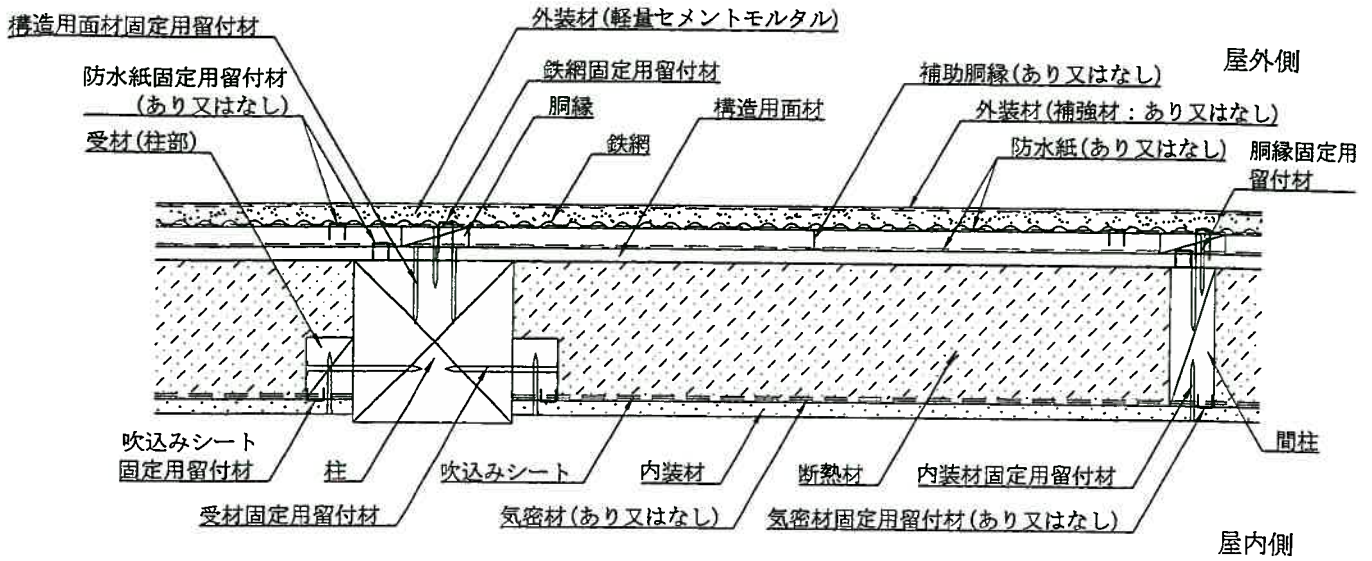 構造用面材固定用留付材
外装材(軽量セメントモルタル)
屋外側
防水紙固定用留付材
(あり又はなし)
鉄網固定用留付材
補助胴縁(あり又はなし)
胴縁
構造用面材
外装材(補強材：あり又はなし)
受材(柱部)
鉄網
防水紙(あり又はなし)
胴縁固定用
留付材
吹込みシート
固定用留付材
柱
吹込みシート
内装材
断熱材
内装材固定用留付材
間柱
受材固定用留付材
気密材(あり又はなし)
気密材固定用留付材(あり又はなし)
屋内側